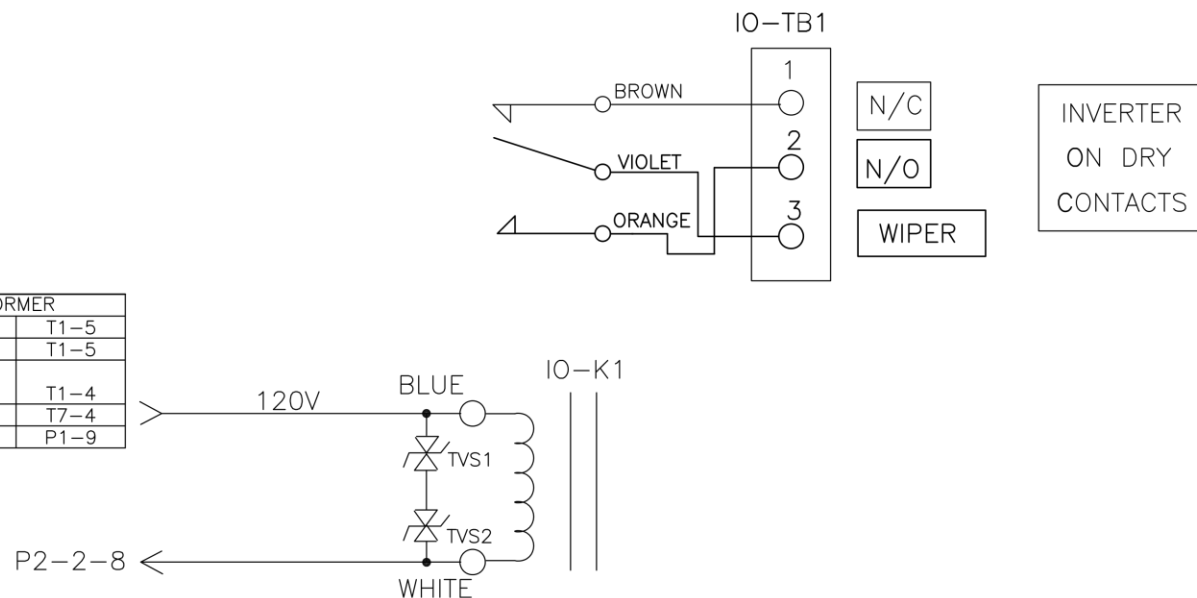 IO-TB1
1
BROWN
N/C
2
VIOLET
N/O
3
ORANGE
WIPER
INVERTER
ON DRY
CONTACTS
ORMER
T1-5
T1-5
T1-4
T7-4
P1-9
120V
BLUE
IO-K1
TVS1
TVS2
P2-2-8
WHITE